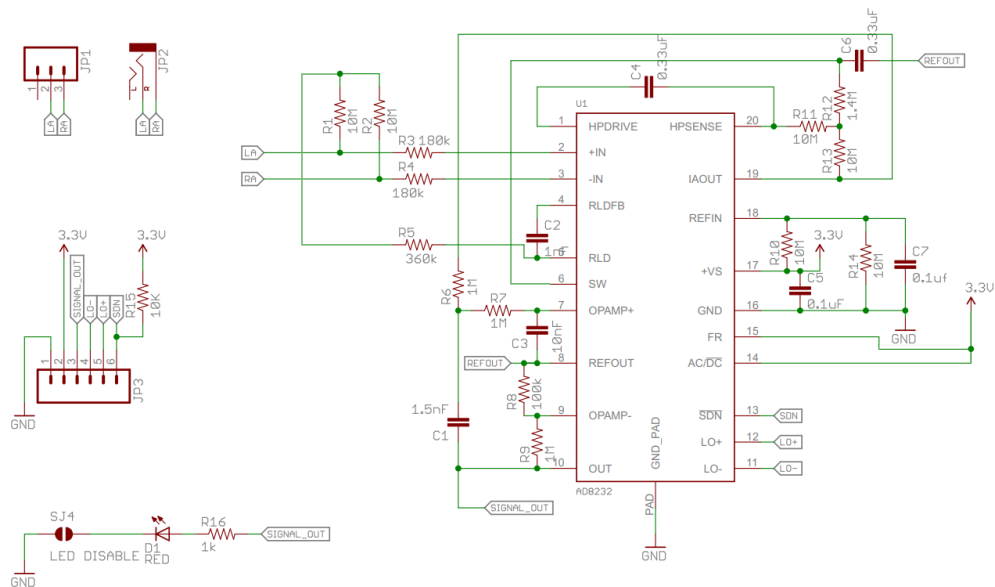 JP1
1
2
3
LA
RA
JP2
L
R
LA
RA
3.3V
3.3V
SIGNAL_OUT
LO-
LO+
SDN
R15
10K
1
2
3
4
5
6
JP3
GND
SJ4
LED DISABLE
D1
RED
R16
1k
SIGNAL_OUT
GND
LA
RA
R1
10M
R2
10M
R3 180k
R4
180k
R5
360k
R6
1M
R7
1M
C2
1nF
C3
10nF
REFOUT
R8
100k
R9
1M
1.5nF
C1
SIGNAL_OUT
C4
0.33uF
C6
0.33uF
REFOUT
R12
1.4M
R11
10M
R13
10M
U1
1 HPDRIVE HPSENSE 20
2 +IN
3 -IN IAOUT 19
4 RLDFB
REFIN 18
5 RLD
+VS 17
6 SW
7 OPAMP+ GND 16
FR 15
8 REFOUT AC/DC 14
9 OPAMP- SDN 13
LO+ 12
10 OUT LO- 11
GND_PAD
AD8232
PAD
GND
R10
10M
3.3V
R14
10M
C7
0.1uf
C5
0.1uF
GND
3.3V
SDN
LO+
LO-